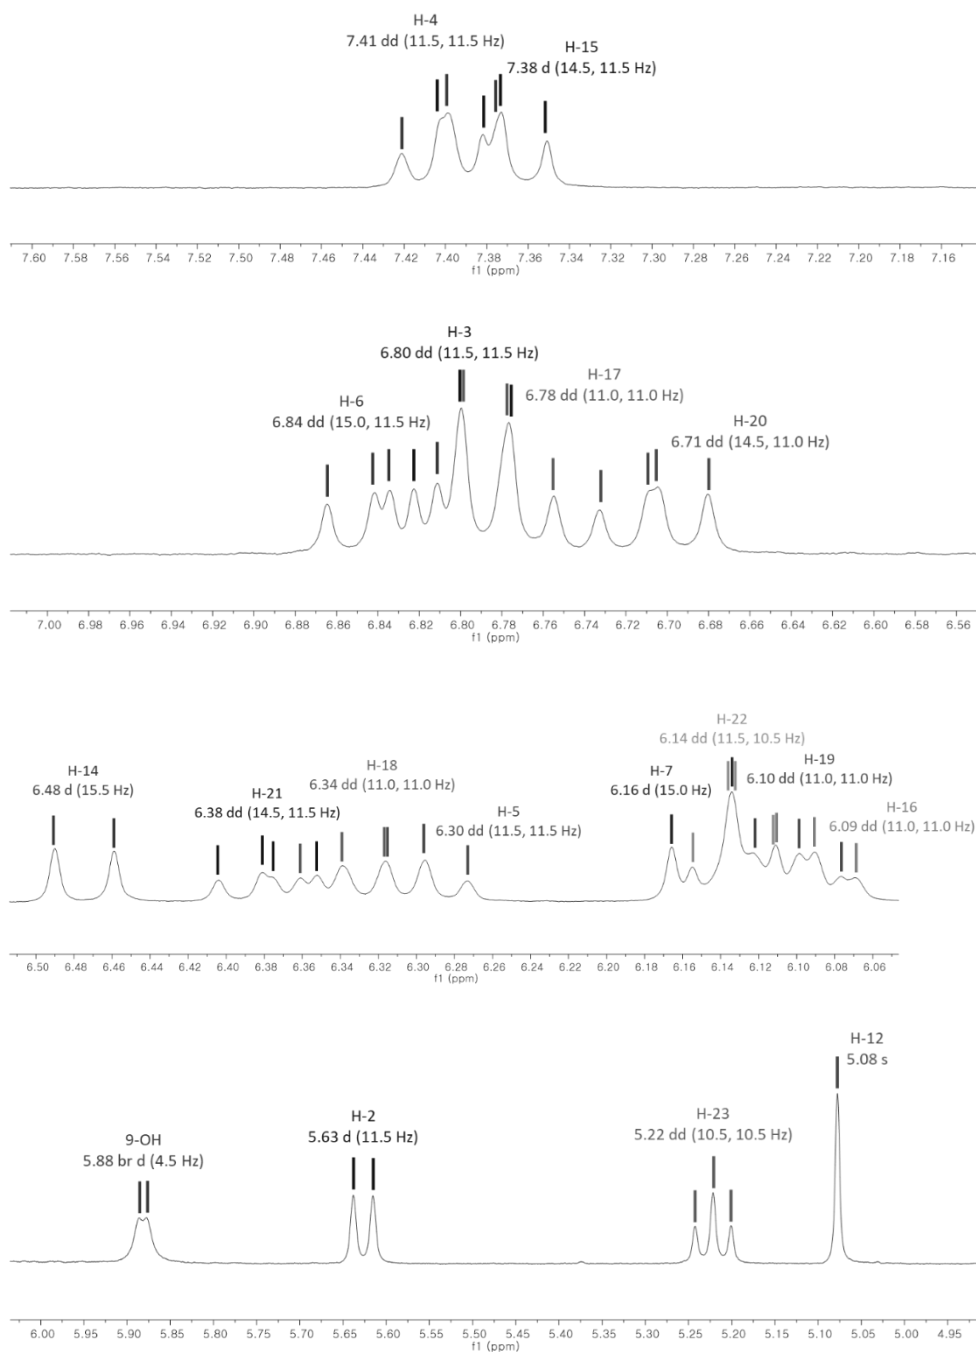 H-4
7.41 dd (11.5, 11.5 Hz)
H-15
7.38 d (14.5, 11.5 Hz)
7.60 7.58 7.56 7.54 7.52 7.50 7.48 7.46 7.44 7.42 7.40 7.38 7.36 7.34 7.32 7.30 7.28 7.26 7.24 7.22 7.20 7.18 7.16
f1 (ppm)
H-3
6.80 dd (11.5, 11.5 Hz)
H-6
6.84 dd (15.0, 11.5 Hz)
H-17
6.78 dd (11.0, 11.0 Hz)
H-20
6.71 dd (14.5, 11.0 Hz)
7.00 6.98 6.96 6.94 6.92 6.90 6.88 6.86 6.84 6.82 6.80 6.78 6.76 6.74 6.72 6.70 6.68 6.66 6.64 6.62 6.60 6.58 6.56
f1 (ppm)
H-14
6.48 d (15.5 Hz)
H-21
6.38 dd (14.5, 11.5 Hz)
H-18
6.34 dd (11.0, 11.0 Hz)
H-5
6.30 dd (11.5, 11.5 Hz)
H-7
6.16 d (15.0 Hz)
H-22
6.14 dd (11.5, 10.5 Hz)
H-19
6.10 dd (11.0, 11.0 Hz)
H-16
6.09 dd (11.0, 11.0 Hz)
6.50 6.48 6.46 6.44 6.42 6.40 6.38 6.36 6.34 6.32 6.30 6.28 6.26 6.24 6.22 6.20 6.18 6.16 6.14 6.12 6.10 6.08 6.06
f1 (ppm)
9-OH
5.88 br d (4.5 Hz)
H-2
5.63 d (11.5 Hz)
H-23
5.22 dd (10.5, 10.5 Hz)
H-12
5.08 s
6.00 5.95 5.90 5.85 5.80 5.75 5.70 5.65 5.60 5.55 5.50 5.45 5.40 5.35 5.30 5.25 5.20 5.15 5.10 5.05 5.00 4.95
f1 (ppm)